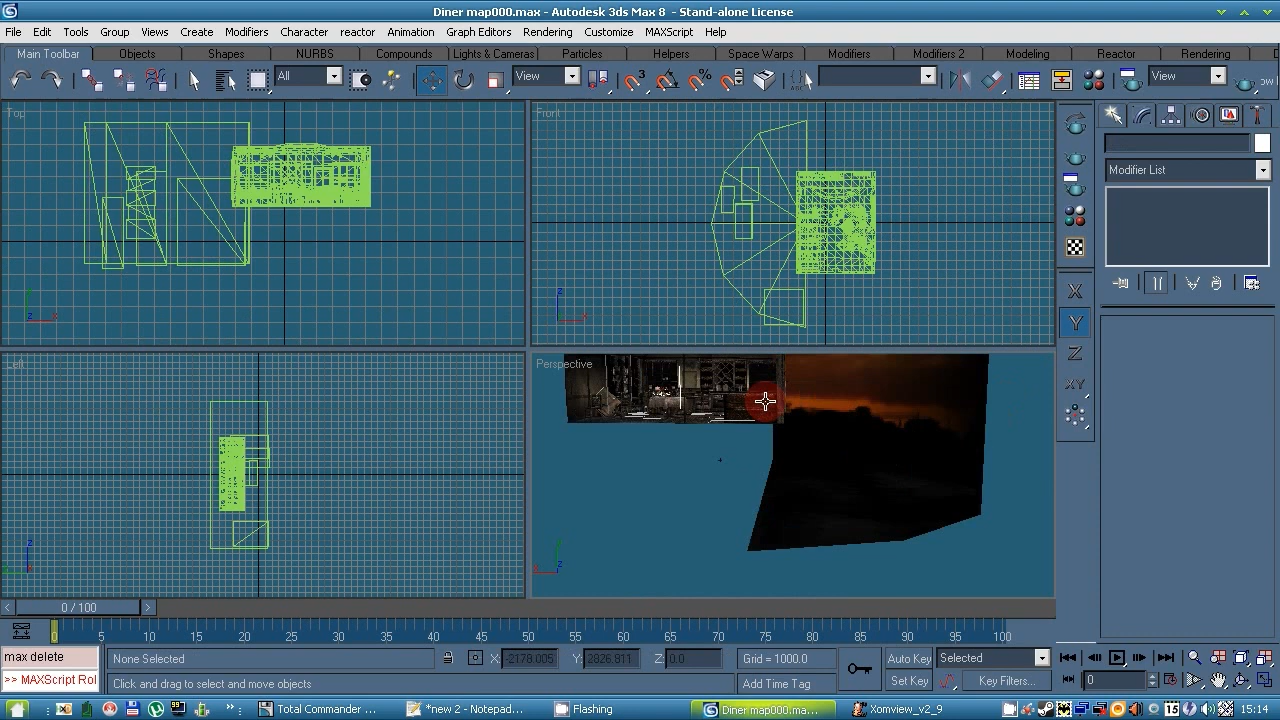 Diner map000.max - Autodesk 3ds Max 8 - Stand-alone License
File Edit Tools Group Views Create Modifiers Character reactor Animation Graph Editors Rendering Customize MAXScript Help
Main Toolbar Objects Shapes NURBS Compounds Lights & Cameras Particles Helpers Space Warps Modifiers Modifiers 2 Modeling Reactor Rendering
All View 3 View
Top Front
Modifier List
X
Y
Z
XY
Left Perspective
0 / 100
0 5 10 15 20 25 30 35 40 45 50 55 60 65 70 75 80 85 90 95 100
max delete None Selected X: -2178.005 Y: 2826.811 Z: 0.0 Grid = 1000.0 Auto Key Selected
>> MAXScript Rol Click and drag to select and move objects Add Time Tag Set Key Key Filters... 0
Total Commander ... *new 2 - Notepad... Flashing Diner map000.ma... Xomview_v2_9 15:14